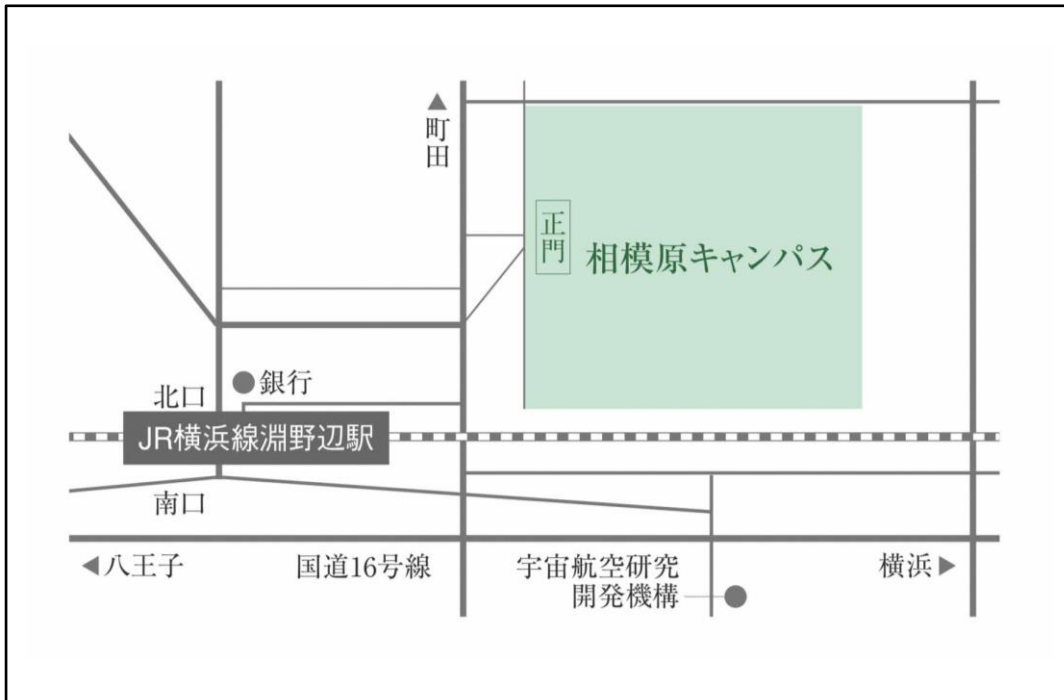 町田
正門
相模原キャンパス
銀行
北口
JR横浜線淵野辺駅
南口
八王子
国道16号線
宇宙航空研究
開発機構
横浜